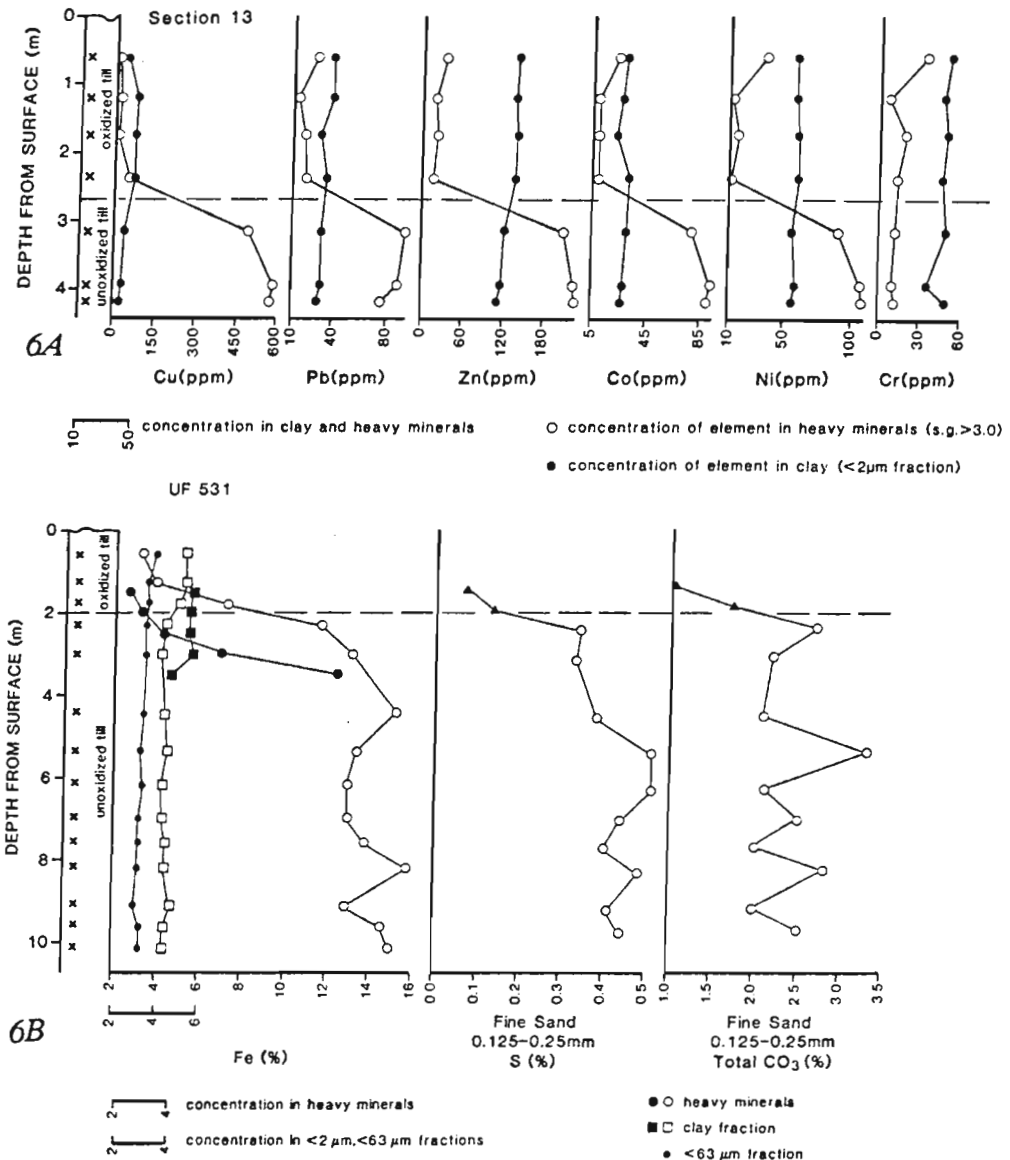 Section 13
DEPTH FROM SURFACE (m)
0
1
2
3
4
oxidized till
unoxidized till
6A
0 150 300 450 600
Cu(ppm)
10 80
Pb(ppm)
0 60 120 180
Zn(ppm)
5 45 85
Co(ppm)
10 40 70 100
Ni(ppm)
0 30 60
Cr(ppm)
10 50 concentration in clay and heavy minerals
○ concentration of element in heavy minerals (s.g.>3.0)
● concentration of element in clay (<2μm fraction)
UF 531
DEPTH FROM SURFACE (m)
0
2
4
6
8
10
oxidized till
unoxidized till
6B
2 4 6 8 10 12 14 16
2 4 6
Fe (%)
0.0 0.1 0.2 0.3 0.4 0.5
Fine Sand
0.125-0.25mm
S (%)
1.0 1.5 2.0 2.5 3.0 3.5
Fine Sand
0.125-0.25mm
Total CO₃(%)
2 4 concentration in heavy minerals
2 4 concentration in <2 μm,<63 μm fractions
●○ heavy minerals
■□ clay fraction
● <63 μm fraction